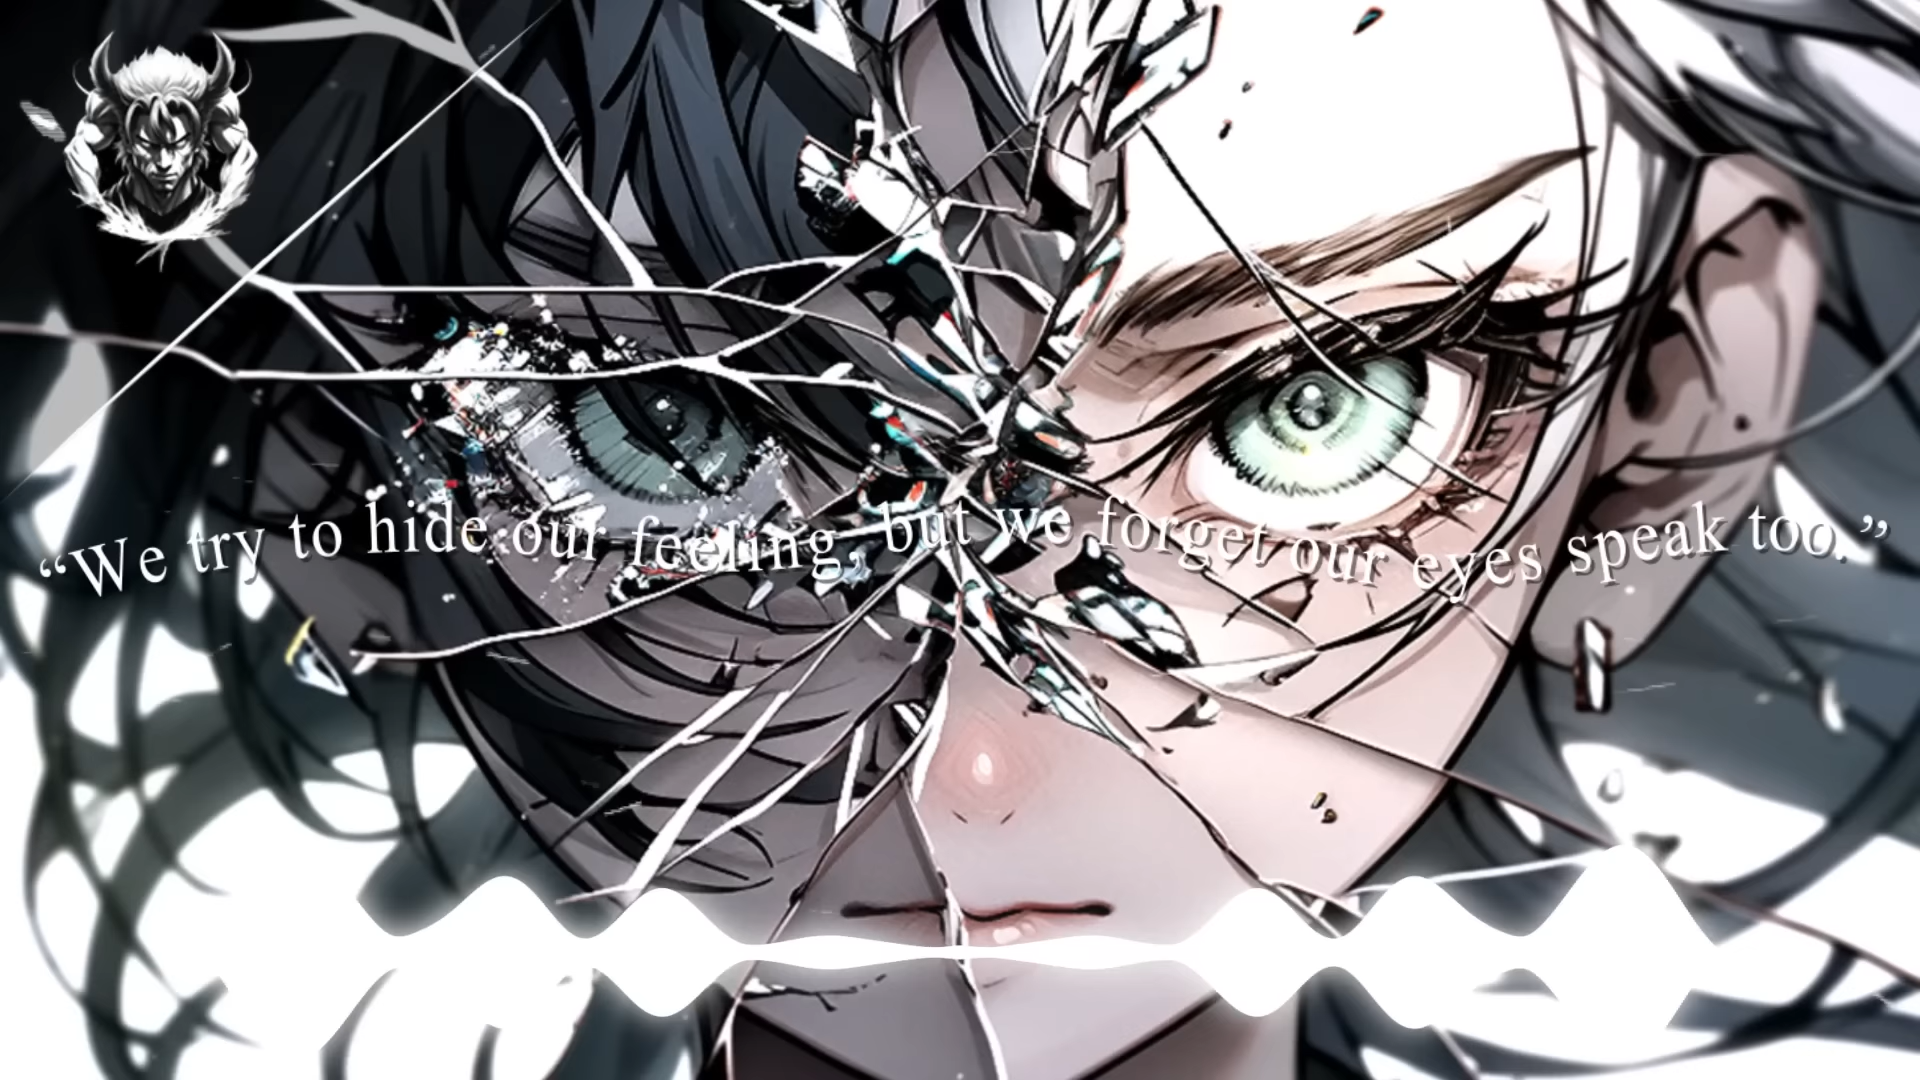 “We try to hide our feeling, but we forget our eyes speak too.”